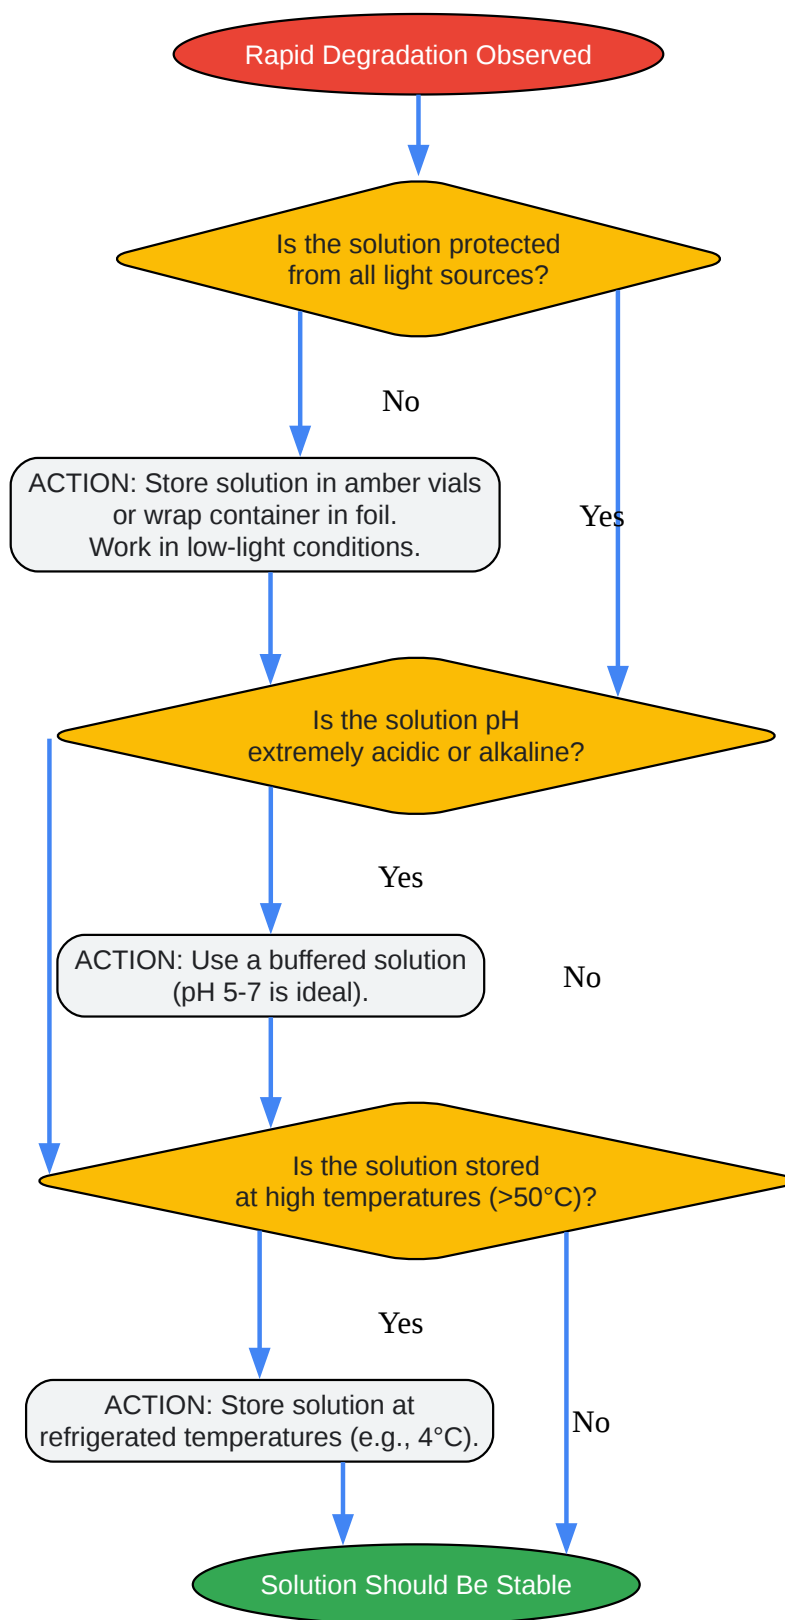 Rapid Degradation Observed
Is the solution protected
from all light sources?
No
ACTION: Store solution in amber vials
or wrap container in foil.
Work in low-light conditions.
Yes
Is the solution pH
extremely acidic or alkaline?
Yes
ACTION: Use a buffered solution
(pH 5-7 is ideal).
No
Is the solution stored
at high temperatures (>50°C)?
Yes
ACTION: Store solution at
refrigerated temperatures (e.g., 4°C).
No
Solution Should Be Stable